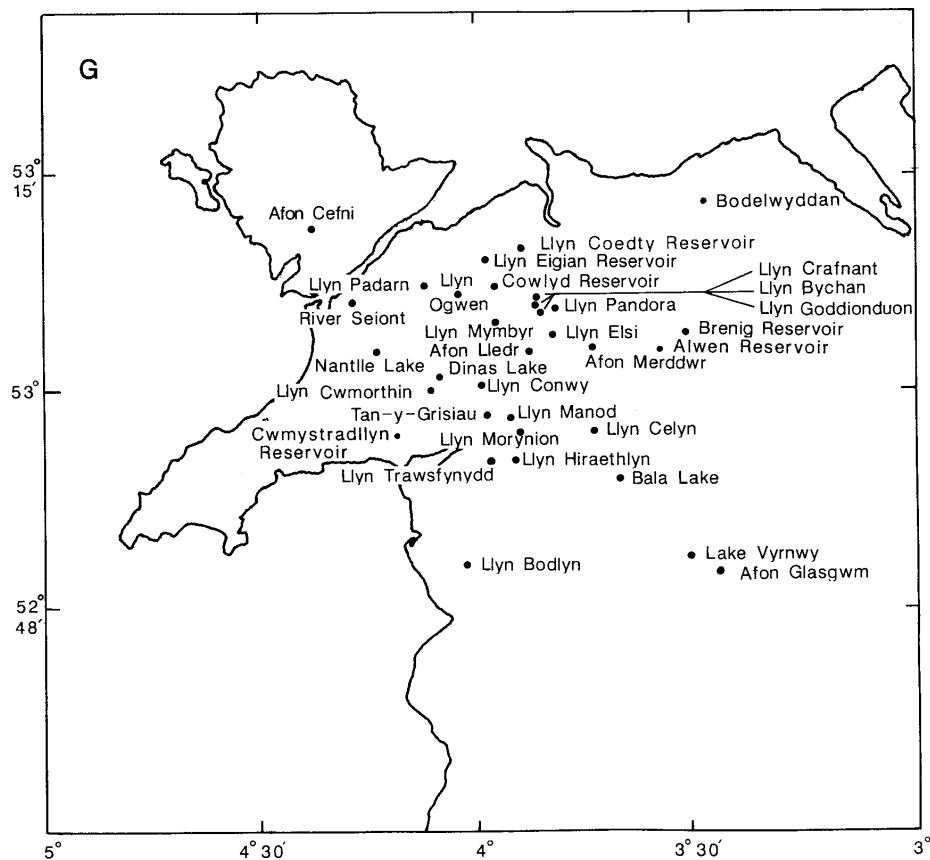 G
53°
15'
Bodelwyddan
Afon Cefni
Llyn Coedty Reservoir
Llyn Eigian Reservoir
Llyn Crafnant
Llyn Padarn
Llyn
Ogwen
Cowlyd Reservoir
Llyn Bychan
Llyn Pandora
Llyn Goddionduon
River Seiont
Llyn Mymbyr
Llyn Elsi
Brenig Reservoir
Afon Lledr
Alwen Reservoir
Nantlle Lake
Dinas Lake
Afon Merddwr
53°
Llyn Cwmorthin
Llyn Conwy
Tan-y-Grisiau
Llyn Manod
Cwmystradllyn
Reservoir
Llyn Morynion
Llyn Celyn
Llyn Hiraethlyn
Llyn Trawsfynydd
Bala Lake
Lake Vyrnwy
Llyn Bodlyn
Afon Glasgwm
52°
48'
5°
4° 30'
4°
3° 30'
3°